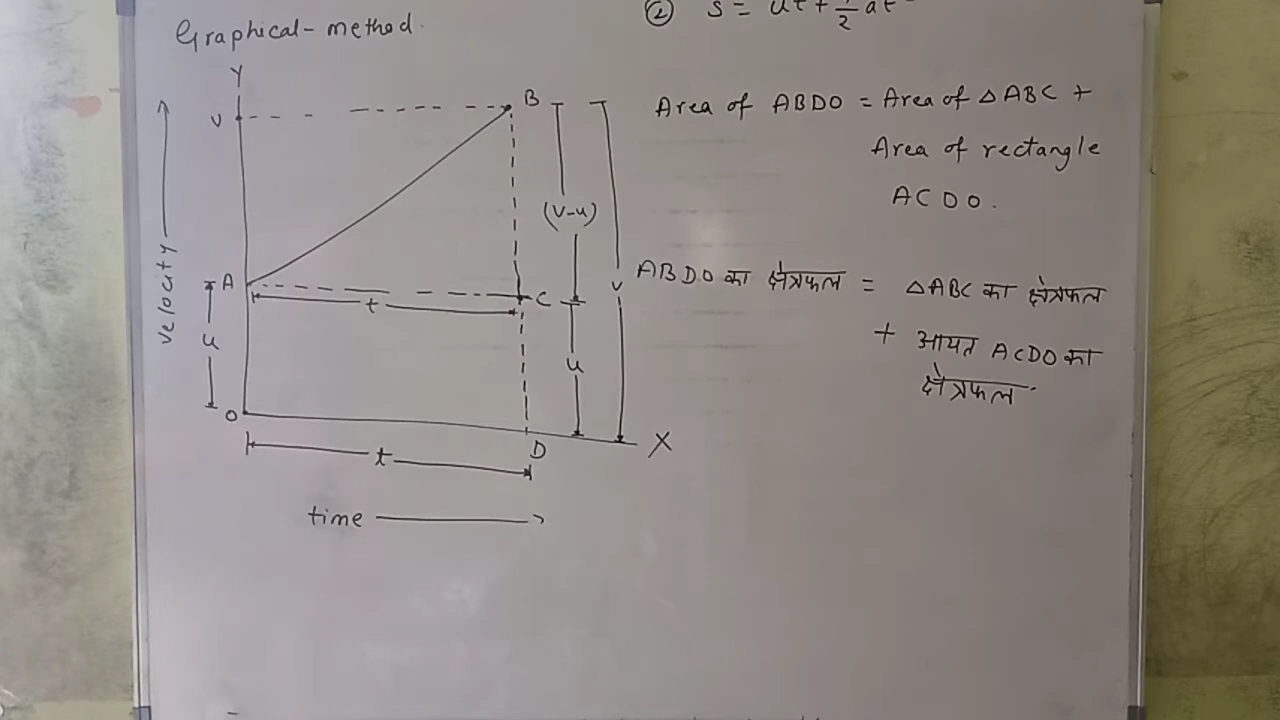 Graphical-method.
② S = ut + 1/2 at
Y
V
B
velocity
A
u
t
C
(v-u)
u
v
O
t
D
X
time
Area of ABDO = Area of △ABC +
Area of rectangle
ACDO.
ABDO का क्षेत्रफल = △ABC का क्षेत्रफल
+ आयत ACDO का
क्षेत्रफल.